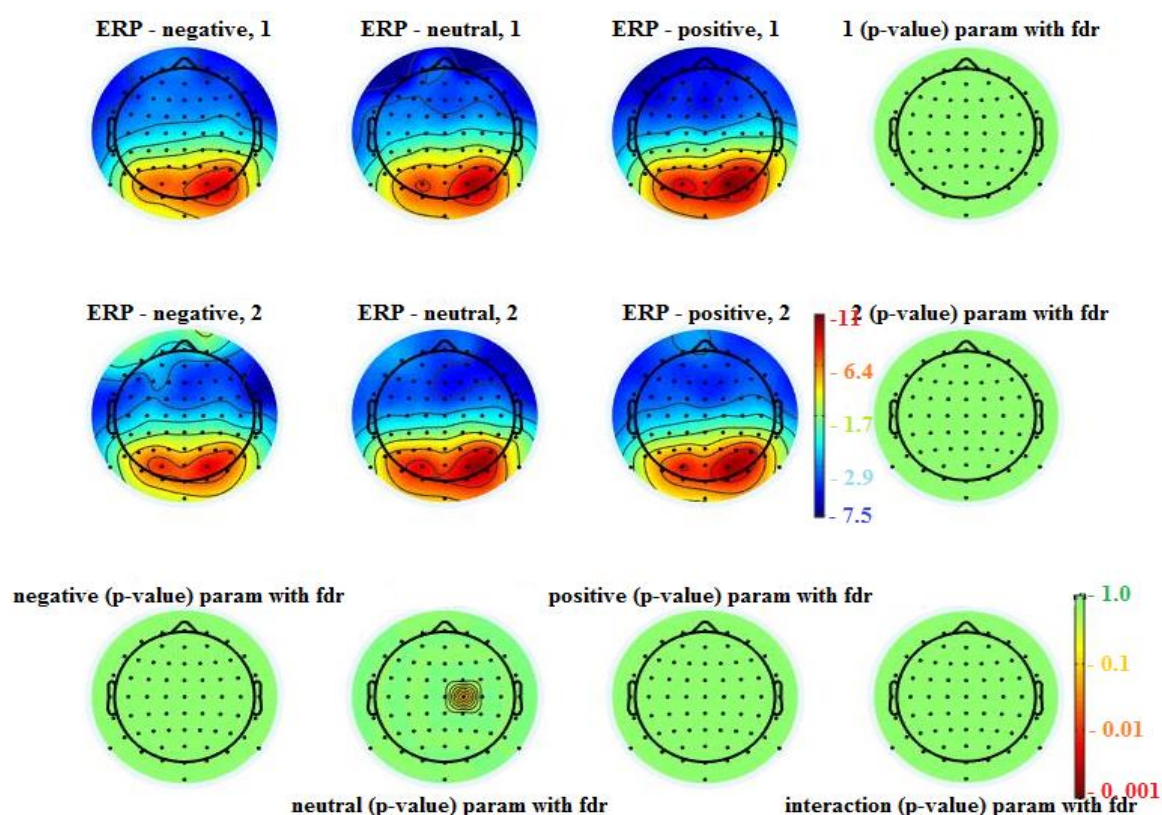 ERP - negative, 1
ERP - neutral, 1
ERP - positive, 1
1 (p-value) param with fdr
ERP - negative, 2
ERP - neutral, 2
ERP - positive, 2
2 (p-value) param with fdr
-11
- 6.4
- 1.7
- 2.9
- 7.5
negative (p-value) param with fdr
positive (p-value) param with fdr
- 1.0
- 0.1
- 0.01
- 0.001
neutral (p-value) param with fdr
interaction (p-value) param with fdr